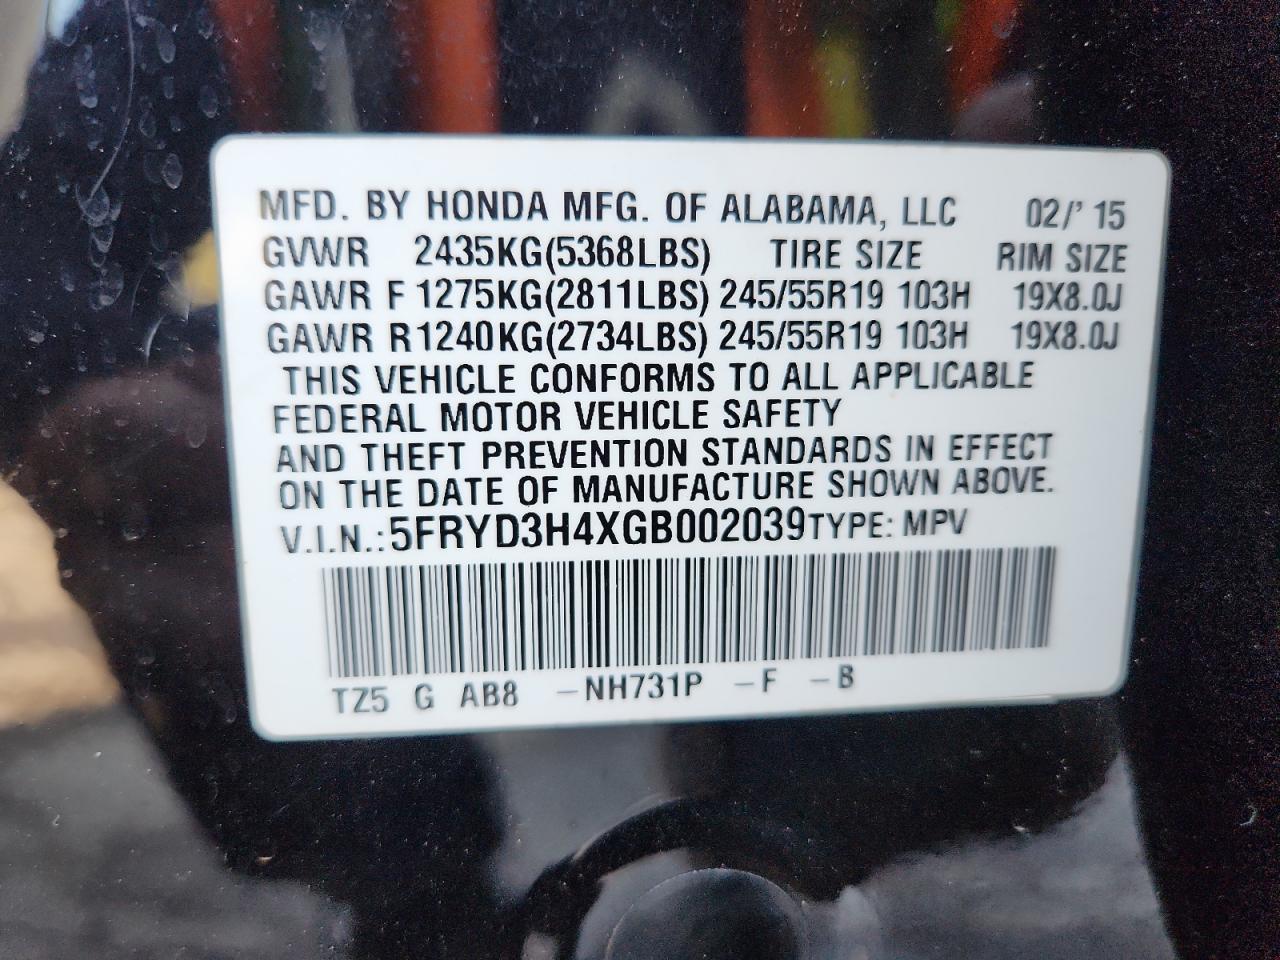 MFD. BY HONDA MFG. OF ALABAMA, LLC 02/' 15
GVWR 2435KG(5368LBS) TIRE SIZE RIM SIZE
GAWR F 1275KG(2811LBS) 245/55R19 103H 19X8.0J
GAWR R 1240KG(2734LBS) 245/55R19 103H 19X8.0J
THIS VEHICLE CONFORMS TO ALL APPLICABLE
FEDERAL MOTOR VEHICLE SAFETY
AND THEFT PREVENTION STANDARDS IN EFFECT
ON THE DATE OF MANUFACTURE SHOWN ABOVE.
V.I.N.:5FRYD3H4XGB002039 TYPE: MPV
TZ5 G AB8 -NH731P -F -B